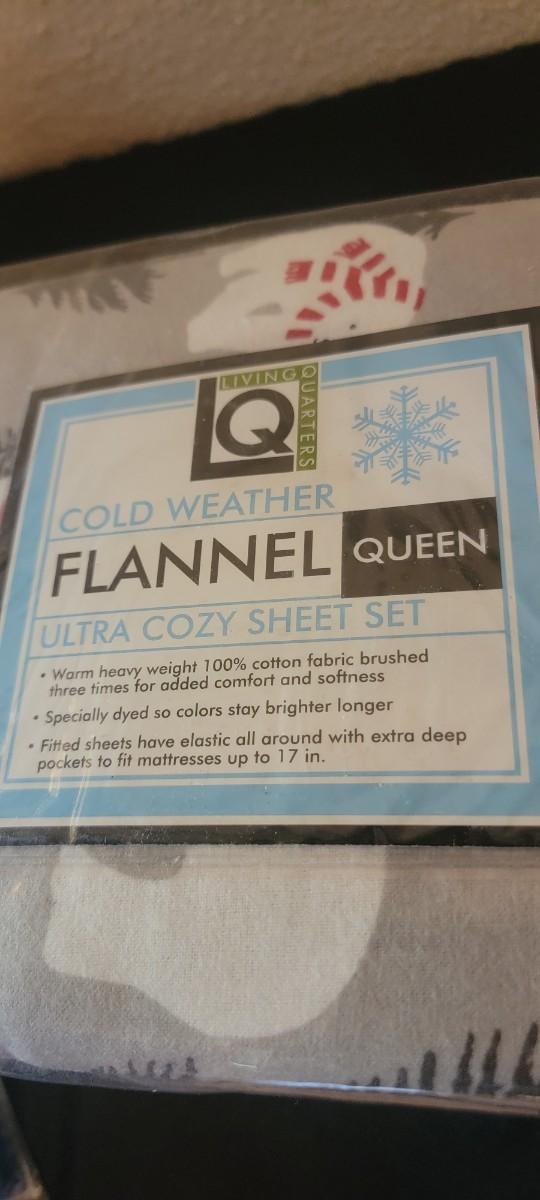 LIVING
QUARTERS
LQ
COLD WEATHER
FLANNEL QUEEN
ULTRA COZY SHEET SET
• Warm heavy weight 100% cotton fabric brushed
three times for added comfort and softness
• Specially dyed so colors stay brighter longer
• Fitted sheets have elastic all around with extra deep
pockets to fit mattresses up to 17 in.